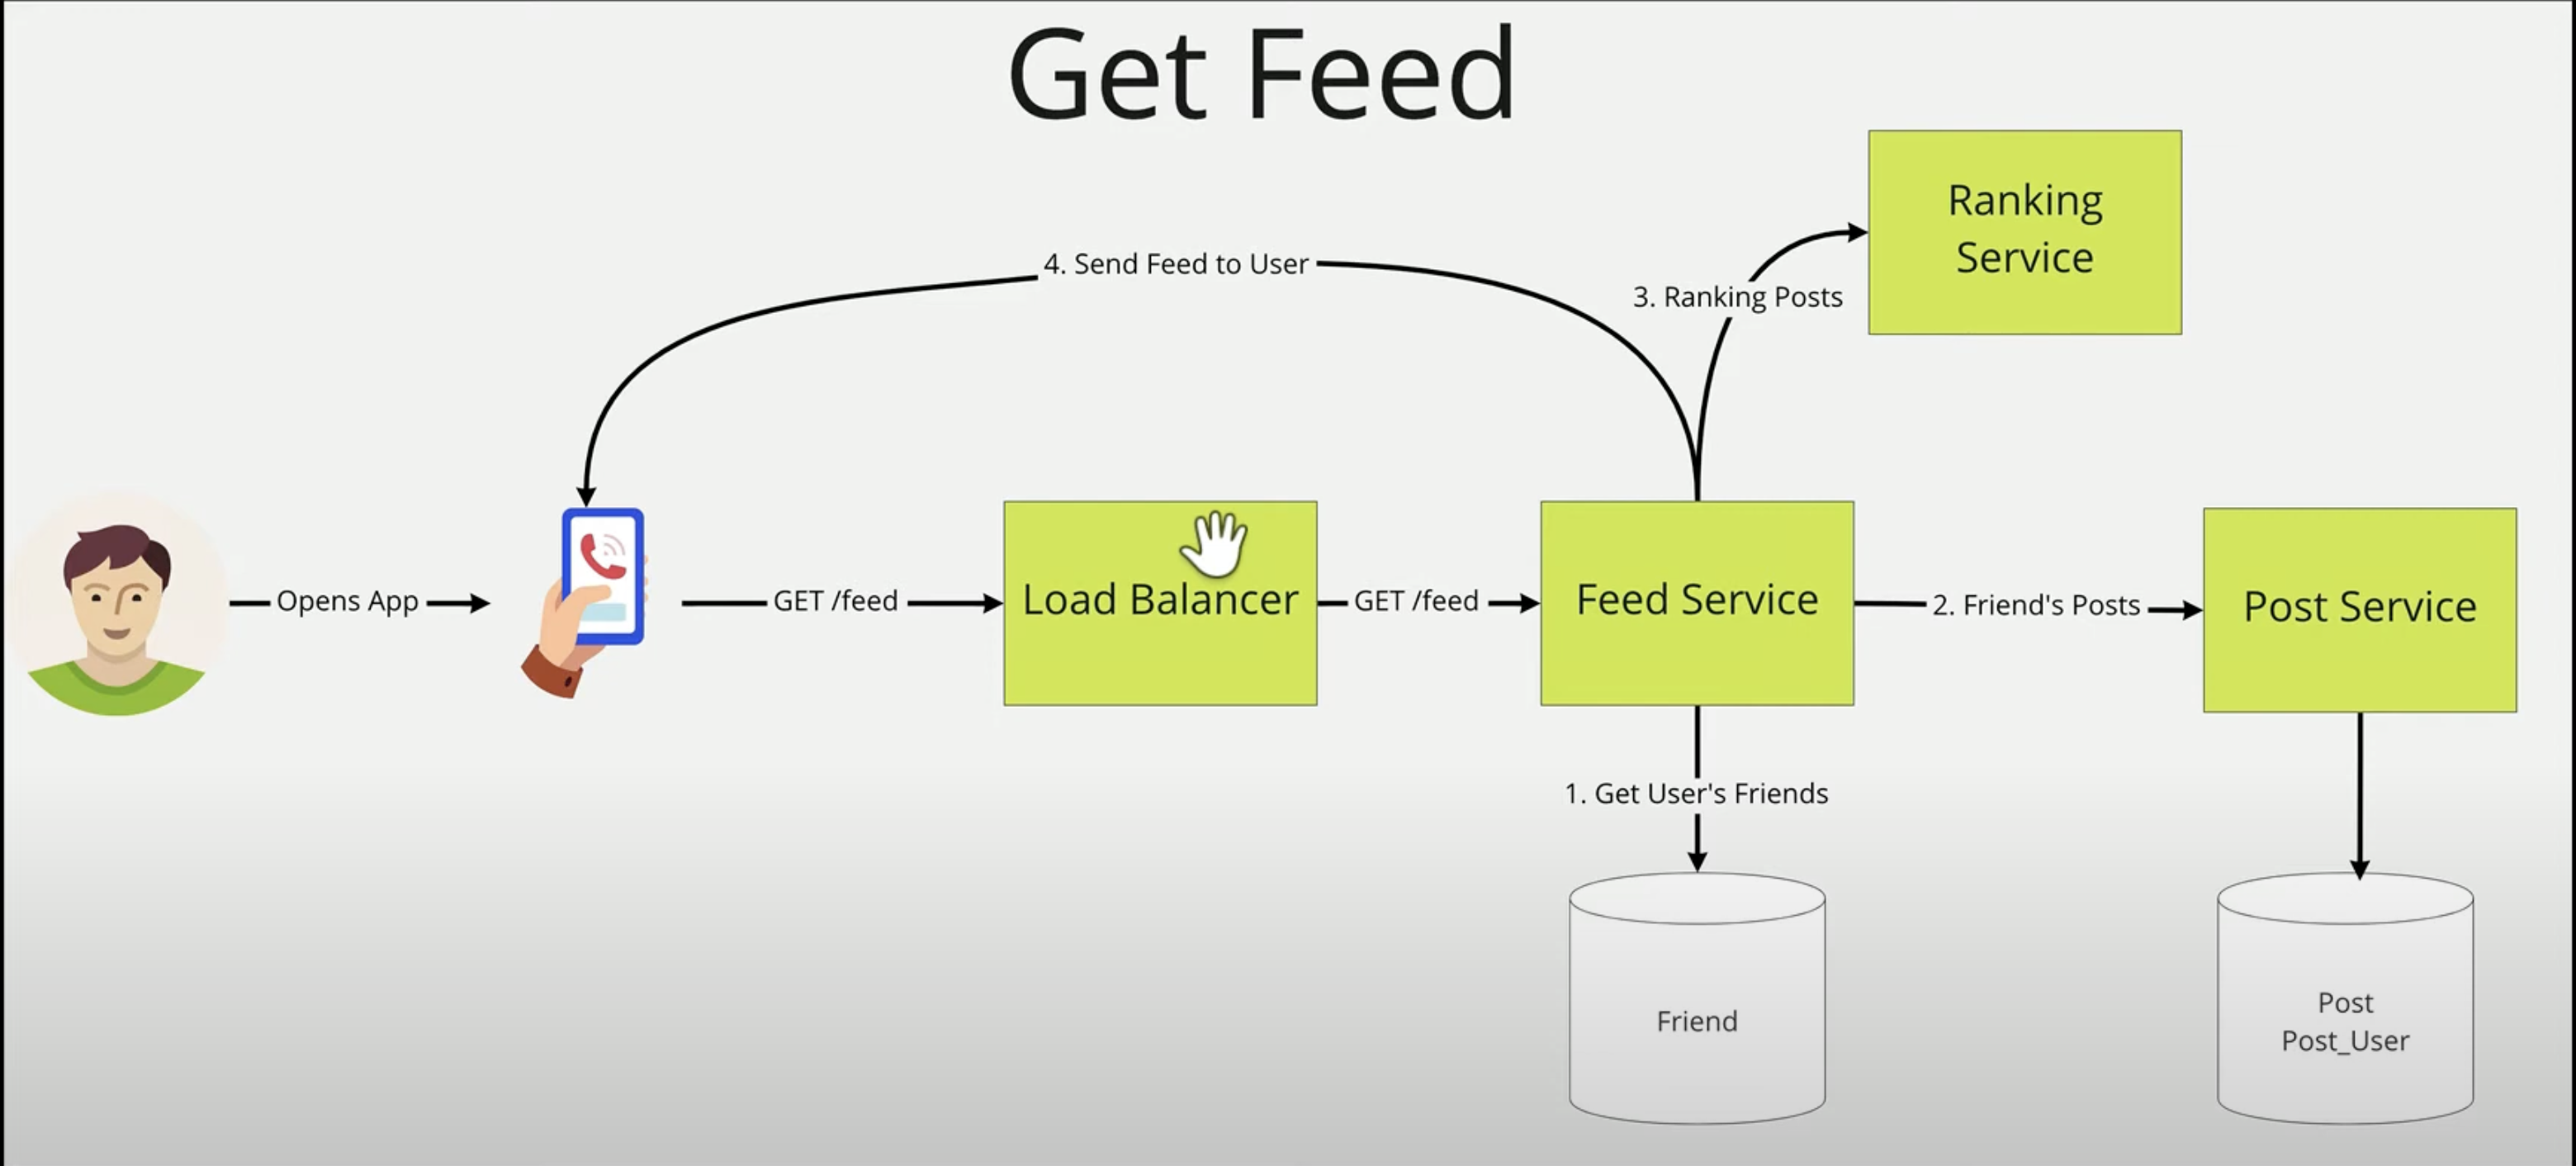 Get Feed
Ranking
Service
4. Send Feed to User
3. Ranking Posts
Opens App
GET /feed
Load Balancer
GET /feed
Feed Service
2. Friend's Posts
Post Service
1. Get User's Friends
Friend
Post
Post_User